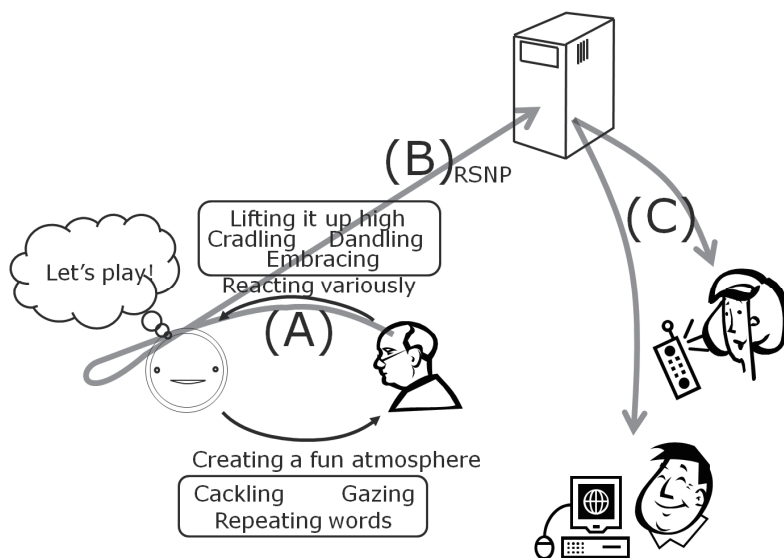 (B) RSNP
(C)
Lifting it up high
Cradling Dandling
Embracing
Reacting variously
Let's play!
(A)
Creating a fun atmosphere
Cackling Gazing
Repeating words